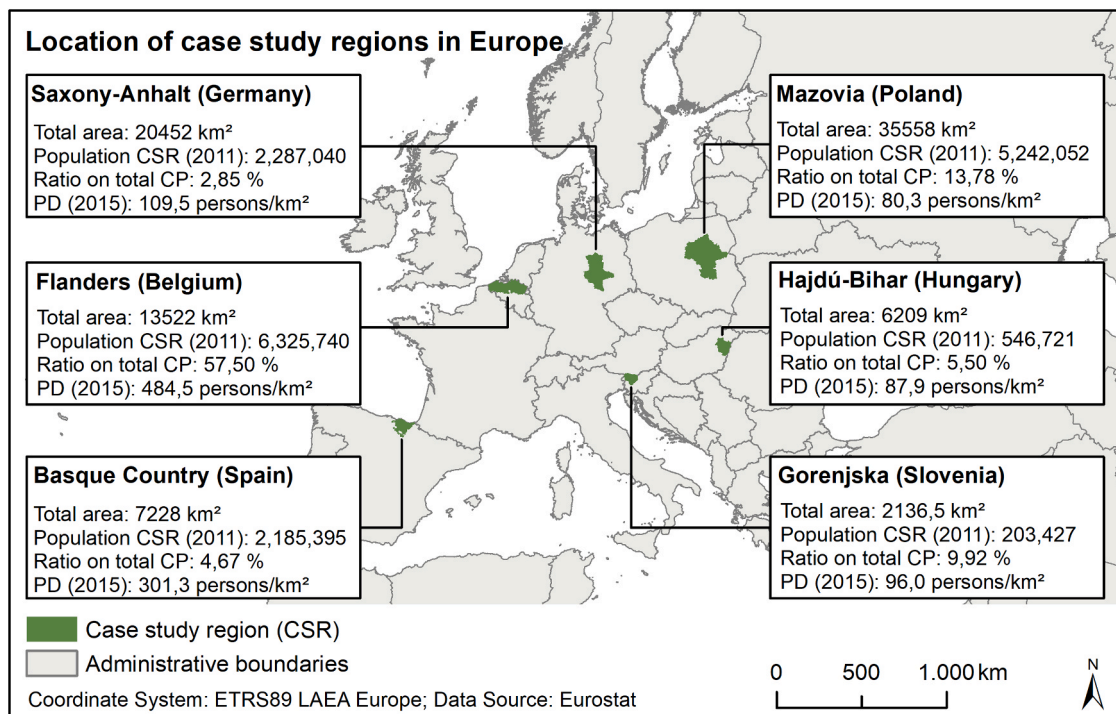 Location of case study regions in Europe
Saxony-Anhalt (Germany)
Total area: 20452 km²
Population CSR (2011): 2,287,040
Ratio on total CP: 2,85 %
PD (2015): 109,5 persons/km²
Mazovia (Poland)
Total area: 35558 km²
Population CSR (2011): 5,242,052
Ratio on total CP: 13,78 %
PD (2015): 80,3 persons/km²
Flanders (Belgium)
Total area: 13522 km²
Population CSR (2011): 6,325,740
Ratio on total CP: 57,50 %
PD (2015): 484,5 persons/km²
Hajdú-Bihar (Hungary)
Total area: 6209 km²
Population CSR (2011): 546,721
Ratio on total CP: 5,50 %
PD (2015): 87,9 persons/km²
Basque Country (Spain)
Total area: 7228 km²
Population CSR (2011): 2,185,395
Ratio on total CP: 4,67 %
PD (2015): 301,3 persons/km²
Gorenjska (Slovenia)
Total area: 2136,5 km²
Population CSR (2011): 203,427
Ratio on total CP: 9,92 %
PD (2015): 96,0 persons/km²
Case study region (CSR)
Administrative boundaries
Coordinate System: ETRS89 LAEA Europe; Data Source: Eurostat
0 500 1.000 km
N